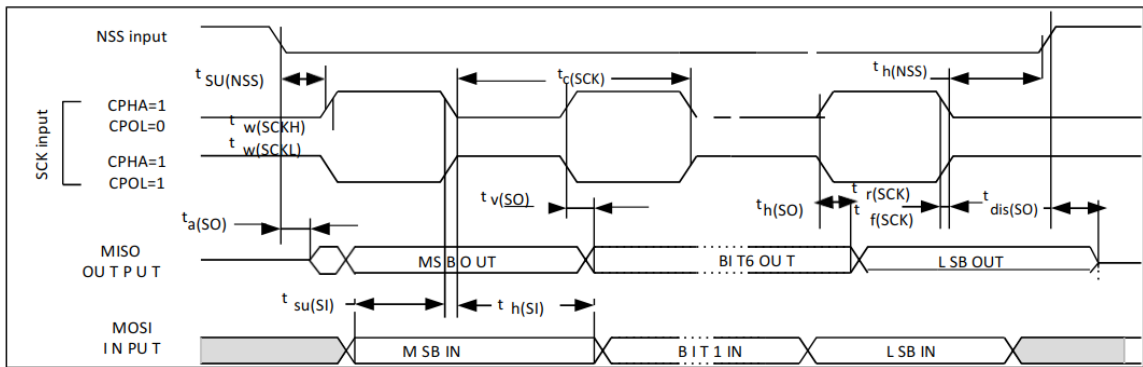 NSS input
t SU(NSS)
t c(SCK)
t h(NSS)
SCK input
CPHA=1
CPOL=0
t w(SCKH)
t w(SCKL)
CPHA=1
CPOL=1
t a(SO)
t v(SO)
t h(SO)
t r(SCK)
t f(SCK)
t dis(SO)
MISO
OU T P U T
MS B O UT
BI T6 OU T
L SB OUT
t su(SI)
t h(SI)
MOSI
I N PU T
M SB IN
B I T 1 IN
L SB IN